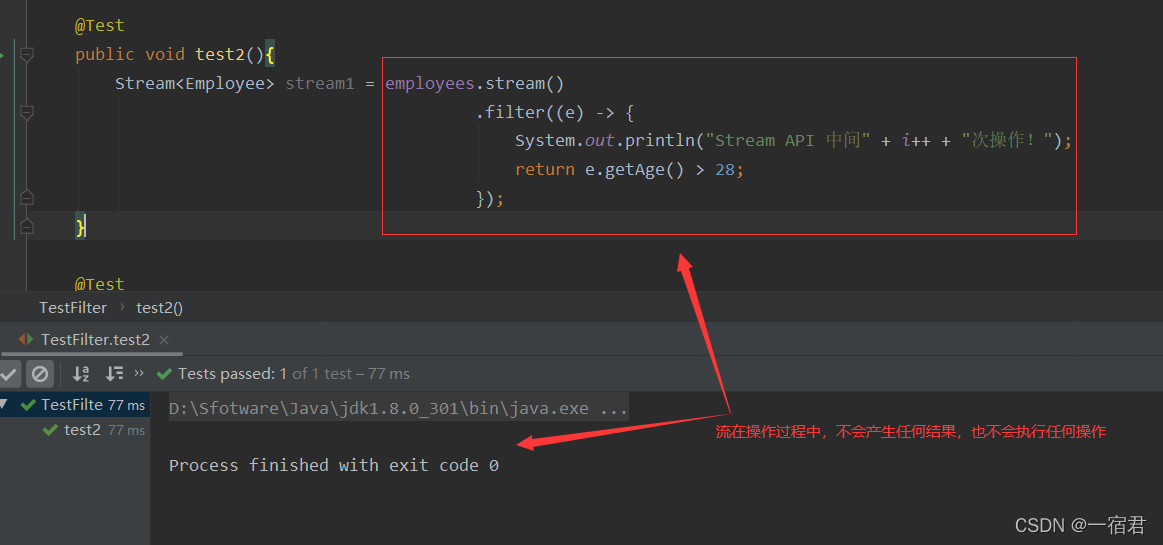 @Test
public void test2(){
Stream<Employee> stream1 = employees.stream()
.filter((e) -> {
System.out.println("Stream API 中间" + i++ + "次操作！");
return e.getAge() > 28;
});
}
@Test
TestFilter › test2()
TestFilter.test2 ×
Tests passed: 1 of 1 test – 77 ms
TestFilte 77 ms
D:\Sfotware\Java\jdk1.8.0_301\bin\java.exe ...
test2 77 ms
流在操作过程中，不会产生任何结果，也不会执行任何操作
Process finished with exit code 0
CSDN @一宿君